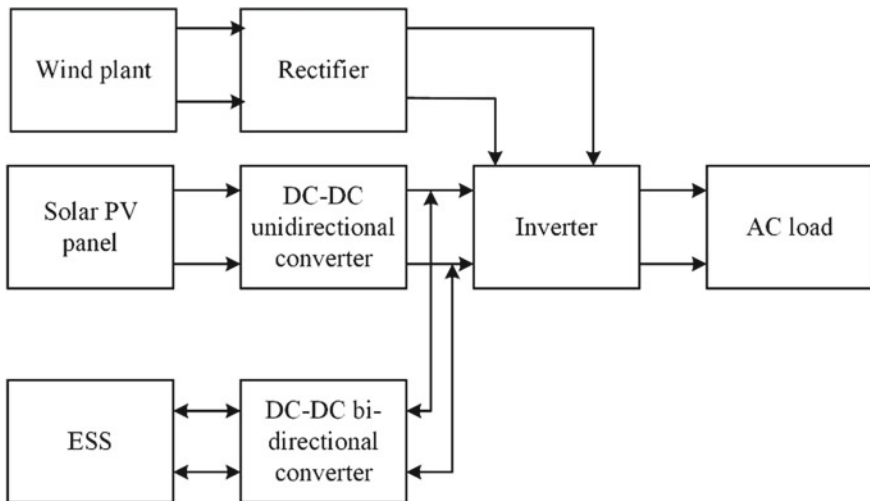 Wind plant
Rectifier
Solar PV
panel
DC-DC
unidirectional
converter
Inverter
AC load
ESS
DC-DC bi-
directional
converter